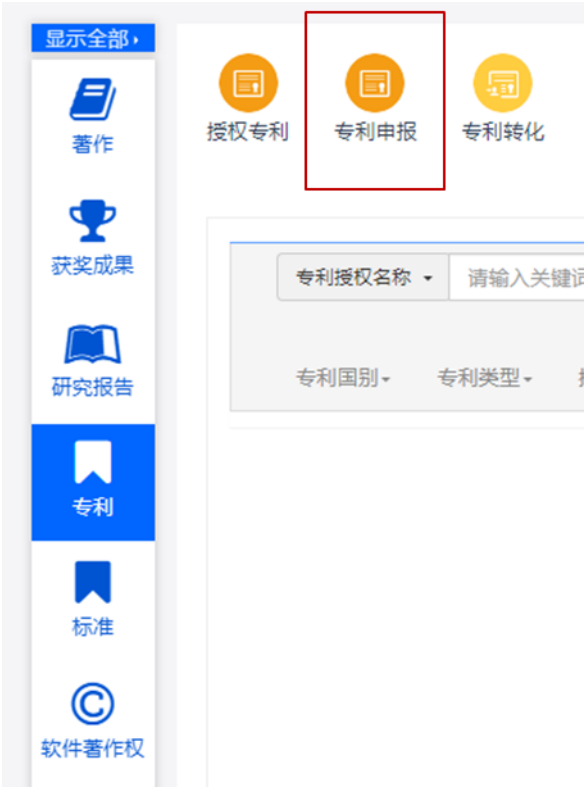 显示全部
著作
获奖成果
研究报告
专利
标准
软件著作权
授权专利 专利申报 专利转化
专利授权名称 请输入关键词
专利国别 专利类型